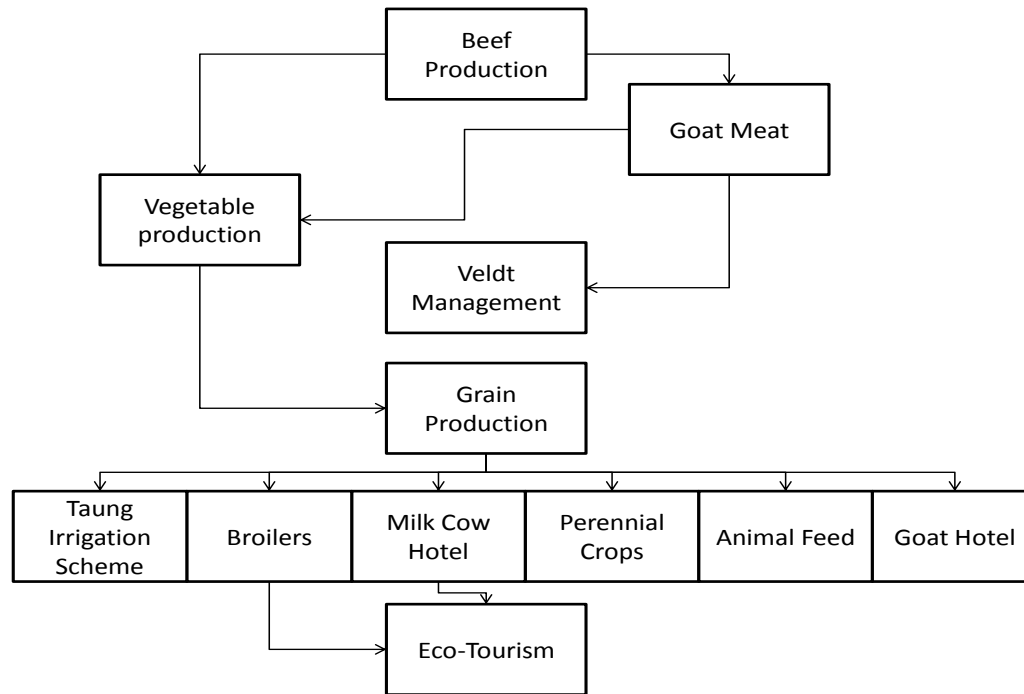 Beef
Production
Goat Meat
Vegetable
production
Veldt
Management
Grain
Production
Taung
Irrigation
Scheme
Broilers
Milk Cow
Hotel
Perennial
Crops
Animal Feed
Goat Hotel
Eco-Tourism